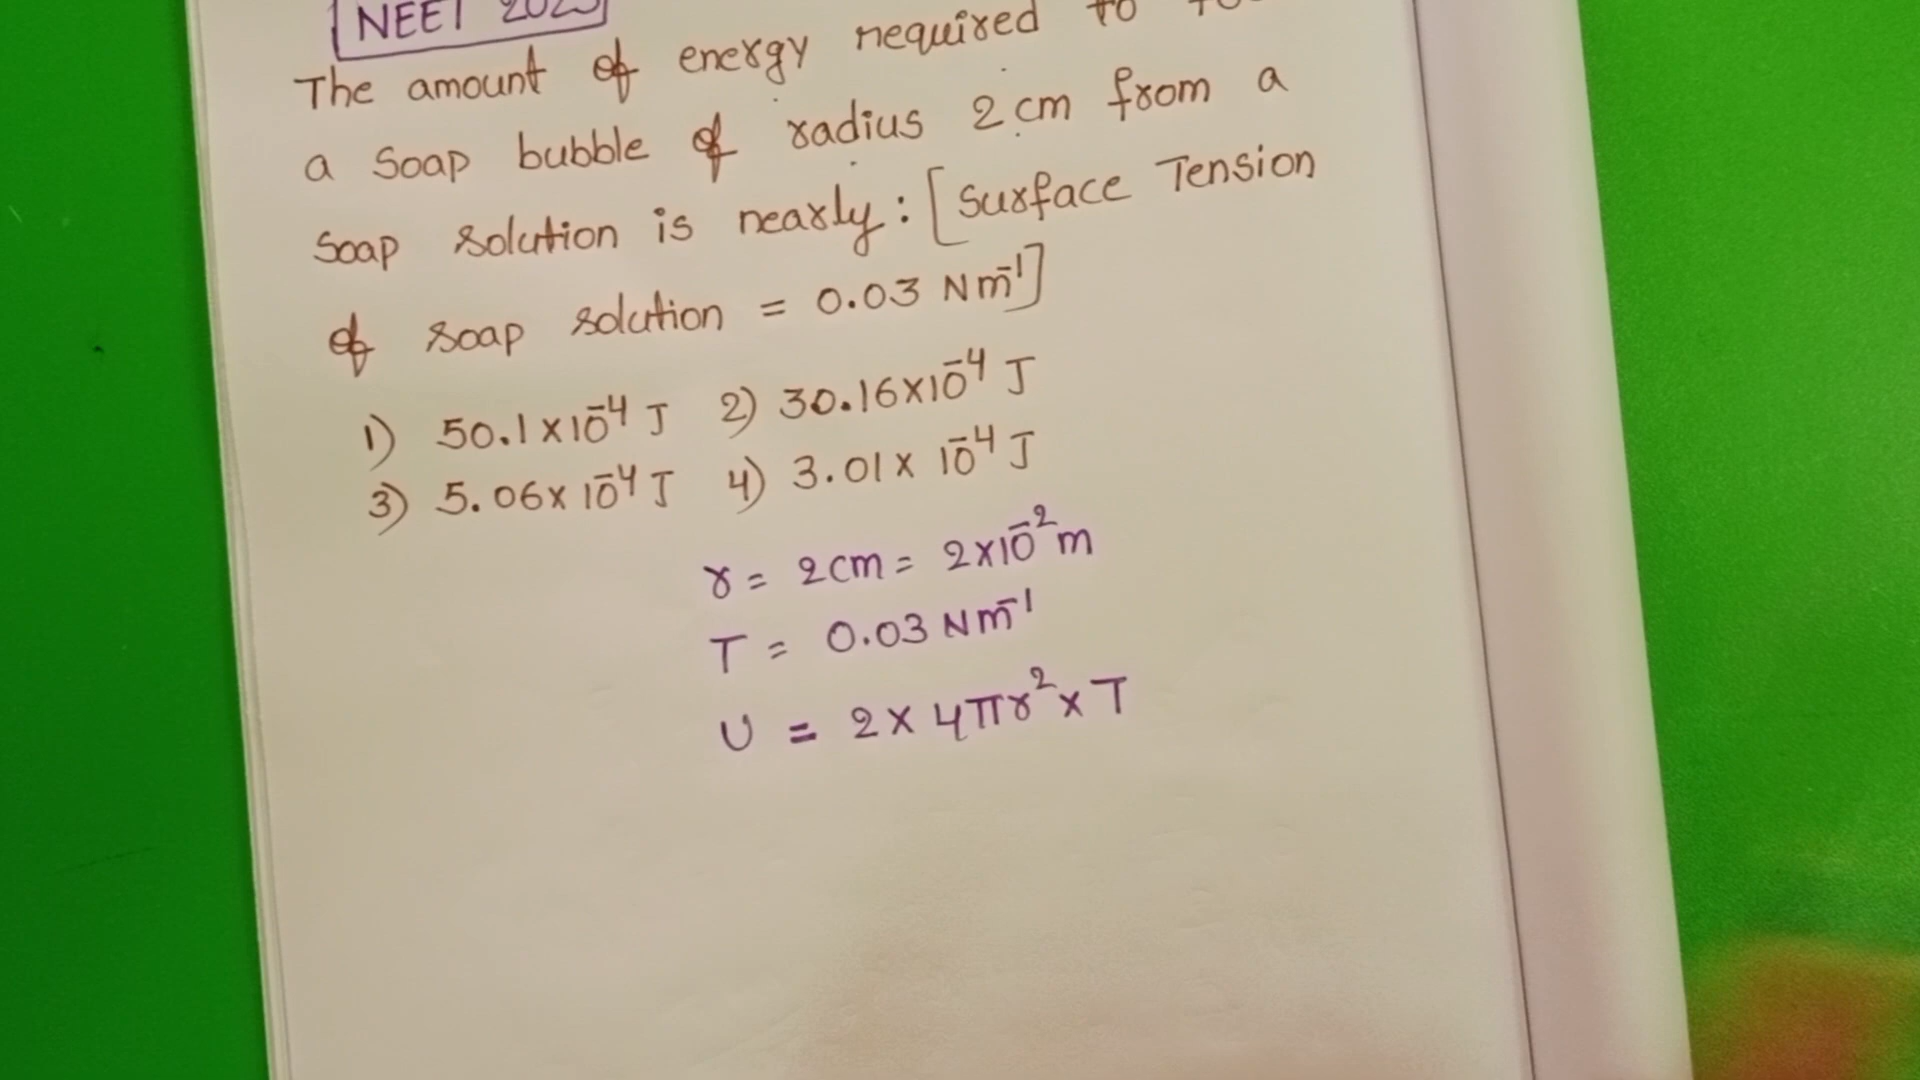 NEET 2023
The amount of energy required to
a soap bubble of radius 2 cm from a
soap solution is nearly : [Surface Tension
of soap solution = 0.03 Nm⁻¹]
1) 50.1 × 10⁻⁴ J 2) 30.16 × 10⁻⁴ J
3) 5.06 × 10⁻⁴ J 4) 3.01 × 10⁻⁴ J
r = 2cm = 2×10⁻² m
T = 0.03 Nm⁻¹
U = 2 × 4πr² × T